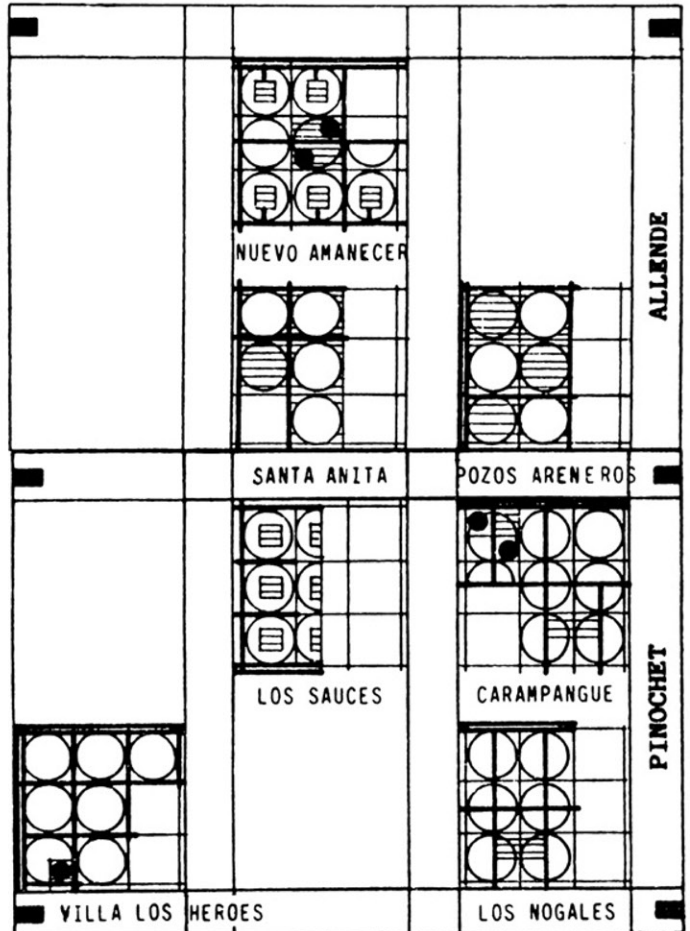 NUEVO AMANECER
ALLENDE
SANTA ANITA
POZOS ARENEROS
LOS SAUCES
CARAMPANGUE
PINOCHET
VILLA LOS HEROES
LOS NOGALES